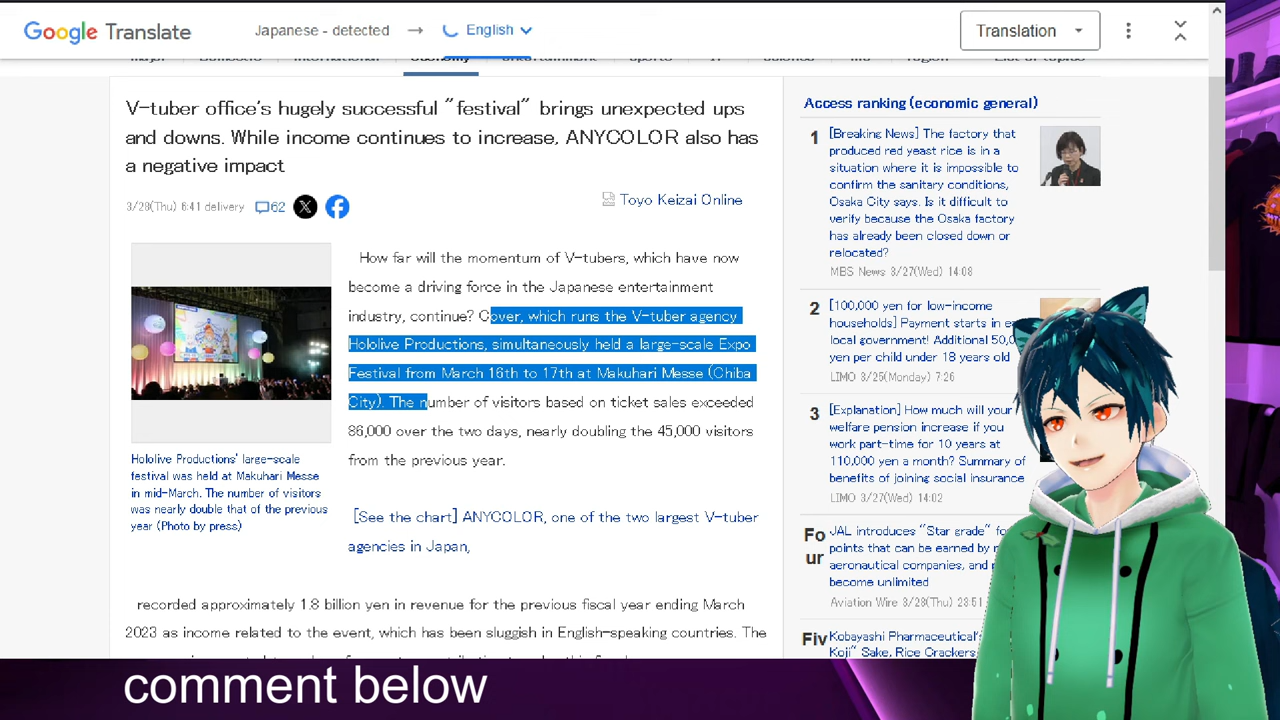 Google Translate
Japanese - detected → English
Translation
economy
V-tuber office's hugely successful "festival" brings unexpected ups
and downs. While income continues to increase, ANYCOLOR also has
a negative impact
3/28(Thu) 6:41 delivery 62
Toyo Keizai Online
How far will the momentum of V-tubers, which have now
become a driving force in the Japanese entertainment
industry, continue? Cover, which runs the V-tuber agency
Hololive Productions, simultaneously held a large-scale Expo
Festival from March 16th to 17th at Makuhari Messe (Chiba
City). The number of visitors based on ticket sales exceeded
86,000 over the two days, nearly doubling the 45,000 visitors
from the previous year.
Hololive Productions' large-scale
festival was held at Makuhari Messe
in mid-March. The number of visitors
was nearly double that of the previous
year (Photo by press)
[See the chart] ANYCOLOR, one of the two largest V-tuber
agencies in Japan,
recorded approximately 1.8 billion yen in revenue for the previous fiscal year ending March
2023 as income related to the event, which has been sluggish in English-speaking countries. The
Access ranking (economic general)
1
[Breaking News] The factory that
produced red yeast rice is in a
situation where it is impossible to
confirm the sanitary conditions,
Osaka City says. Is it difficult to
verify because the Osaka factory
has already been closed down or
relocated?
MBS News 3/27(Wed) 14:08
2
[100,000 yen for low-income
households] Payment starts in
local government! Additional
yen per child under 18 years old
LIMO 3/25(Monday) 7:26
3
[Explanation] How much will your
welfare pension increase if you
work part-time for 10 years at
110,000 yen a month? Summary of
benefits of joining social insurance
LIMO 3/27(Wed) 14:02
Fo
ur
JAL introduces "Star grade"
points that can be earned by
aeronautical companies, and
become unlimited
Aviation Wire 3/28(Thu)
Fiv
Kobayashi Pharmaceutical's
Koji" Sake, Rice Crackers,
comment below